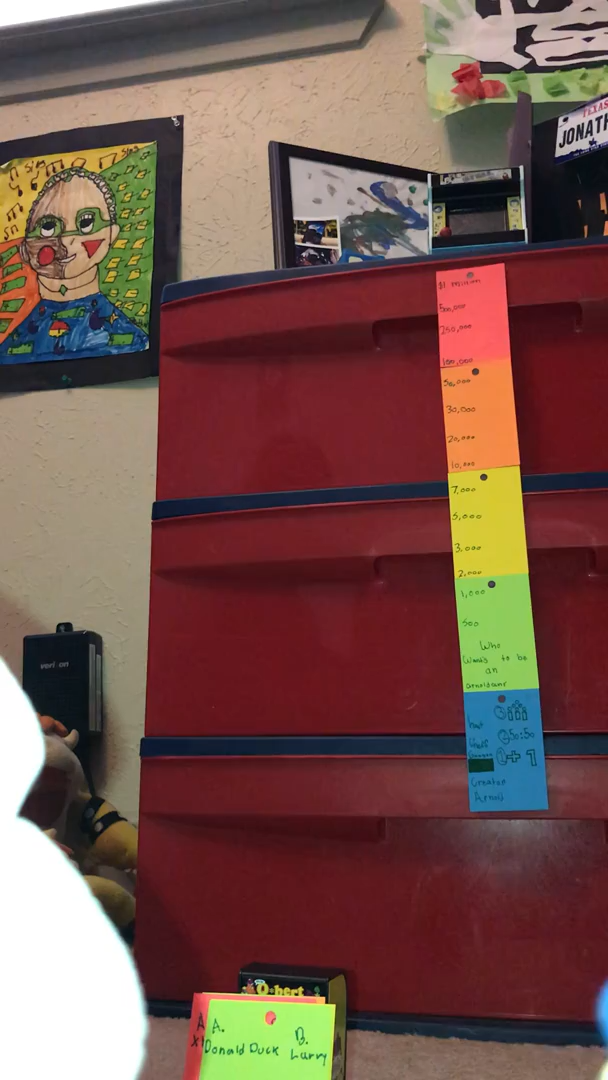 TEXAS
JONATH
$1 million
500,000
250,000
100,000
50,000
30,000
20,000
10,000
7,000
5,000
3,000
2,000
1,000
500
Who
to be
an
50:50
+ 1
Creator
verizon
Q*bert
A.
B.
Donald Duck
Larry